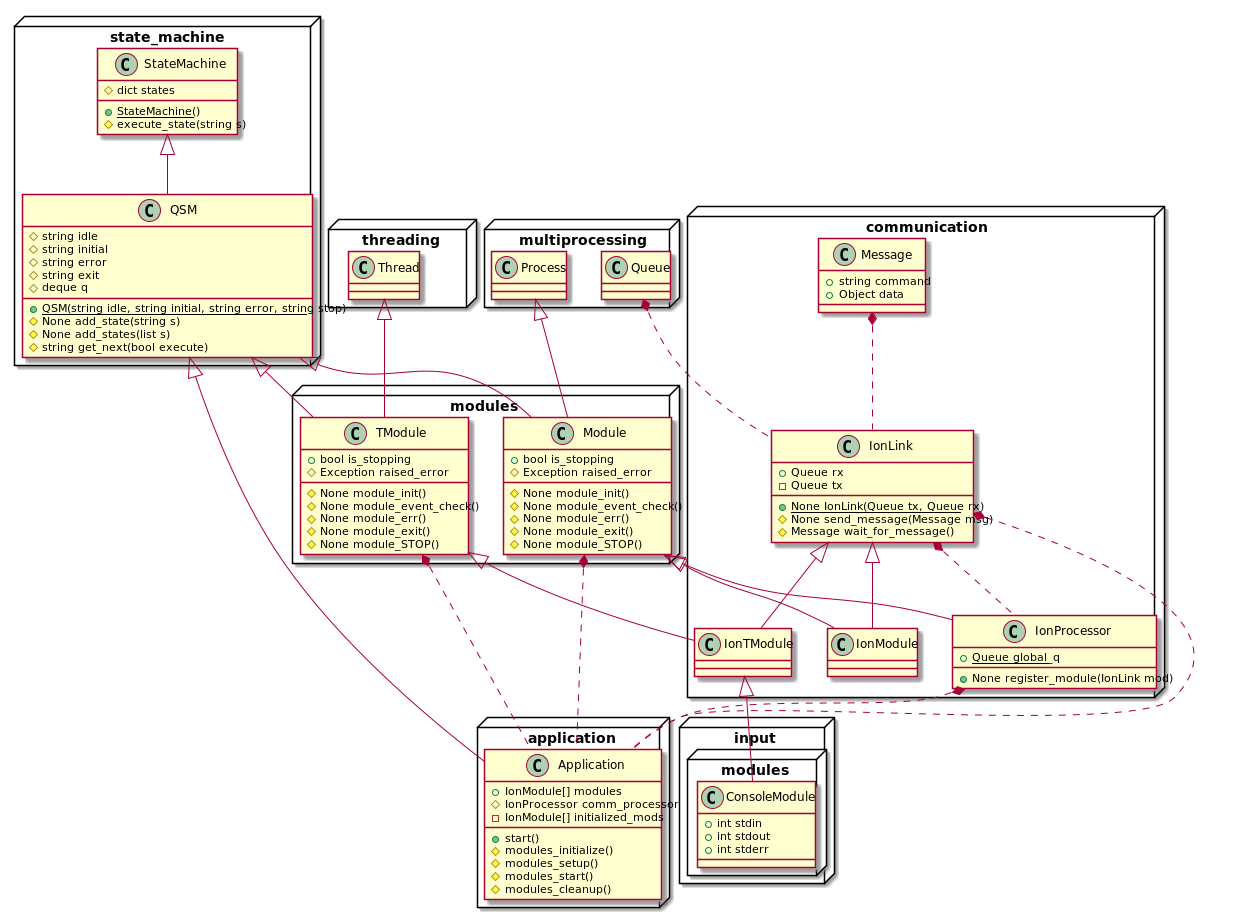 state_machine
C StateMachine
dict states
StateMachine()
execute_state(string s)
C QSM
string idle
string initial
string error
string exit
deque q
QSM(string idle, string initial, string error, string stop)
None add_state(string s)
None add_states(list s)
string get_next(bool execute)
threading
C Thread
multiprocessing
C Process
C Queue
communication
C Message
string command
Object data
modules
C TModule
bool is_stopping
Exception raised_error
None module_init()
None module_event_check()
None module_err()
None module_exit()
None module_STOP()
C Module
bool is_stopping
Exception raised_error
None module_init()
None module_event_check()
None module_err()
None module_exit()
None module_STOP()
C IonLink
Queue rx
Queue tx
None IonLink(Queue tx, Queue rx)
None send_message(Message msg)
Message wait_for_message()
C IonTModule
C IonModule
C IonProcessor
Queue global_q
None register_module(IonLink mod)
application
C Application
IonModule[] modules
IonProcessor comm_processor
IonModule[] initialized_mods
start()
modules_initialize()
modules_setup()
modules_start()
modules_cleanup()
input
modules
C ConsoleModule
int stdin
int stdout
int stderr